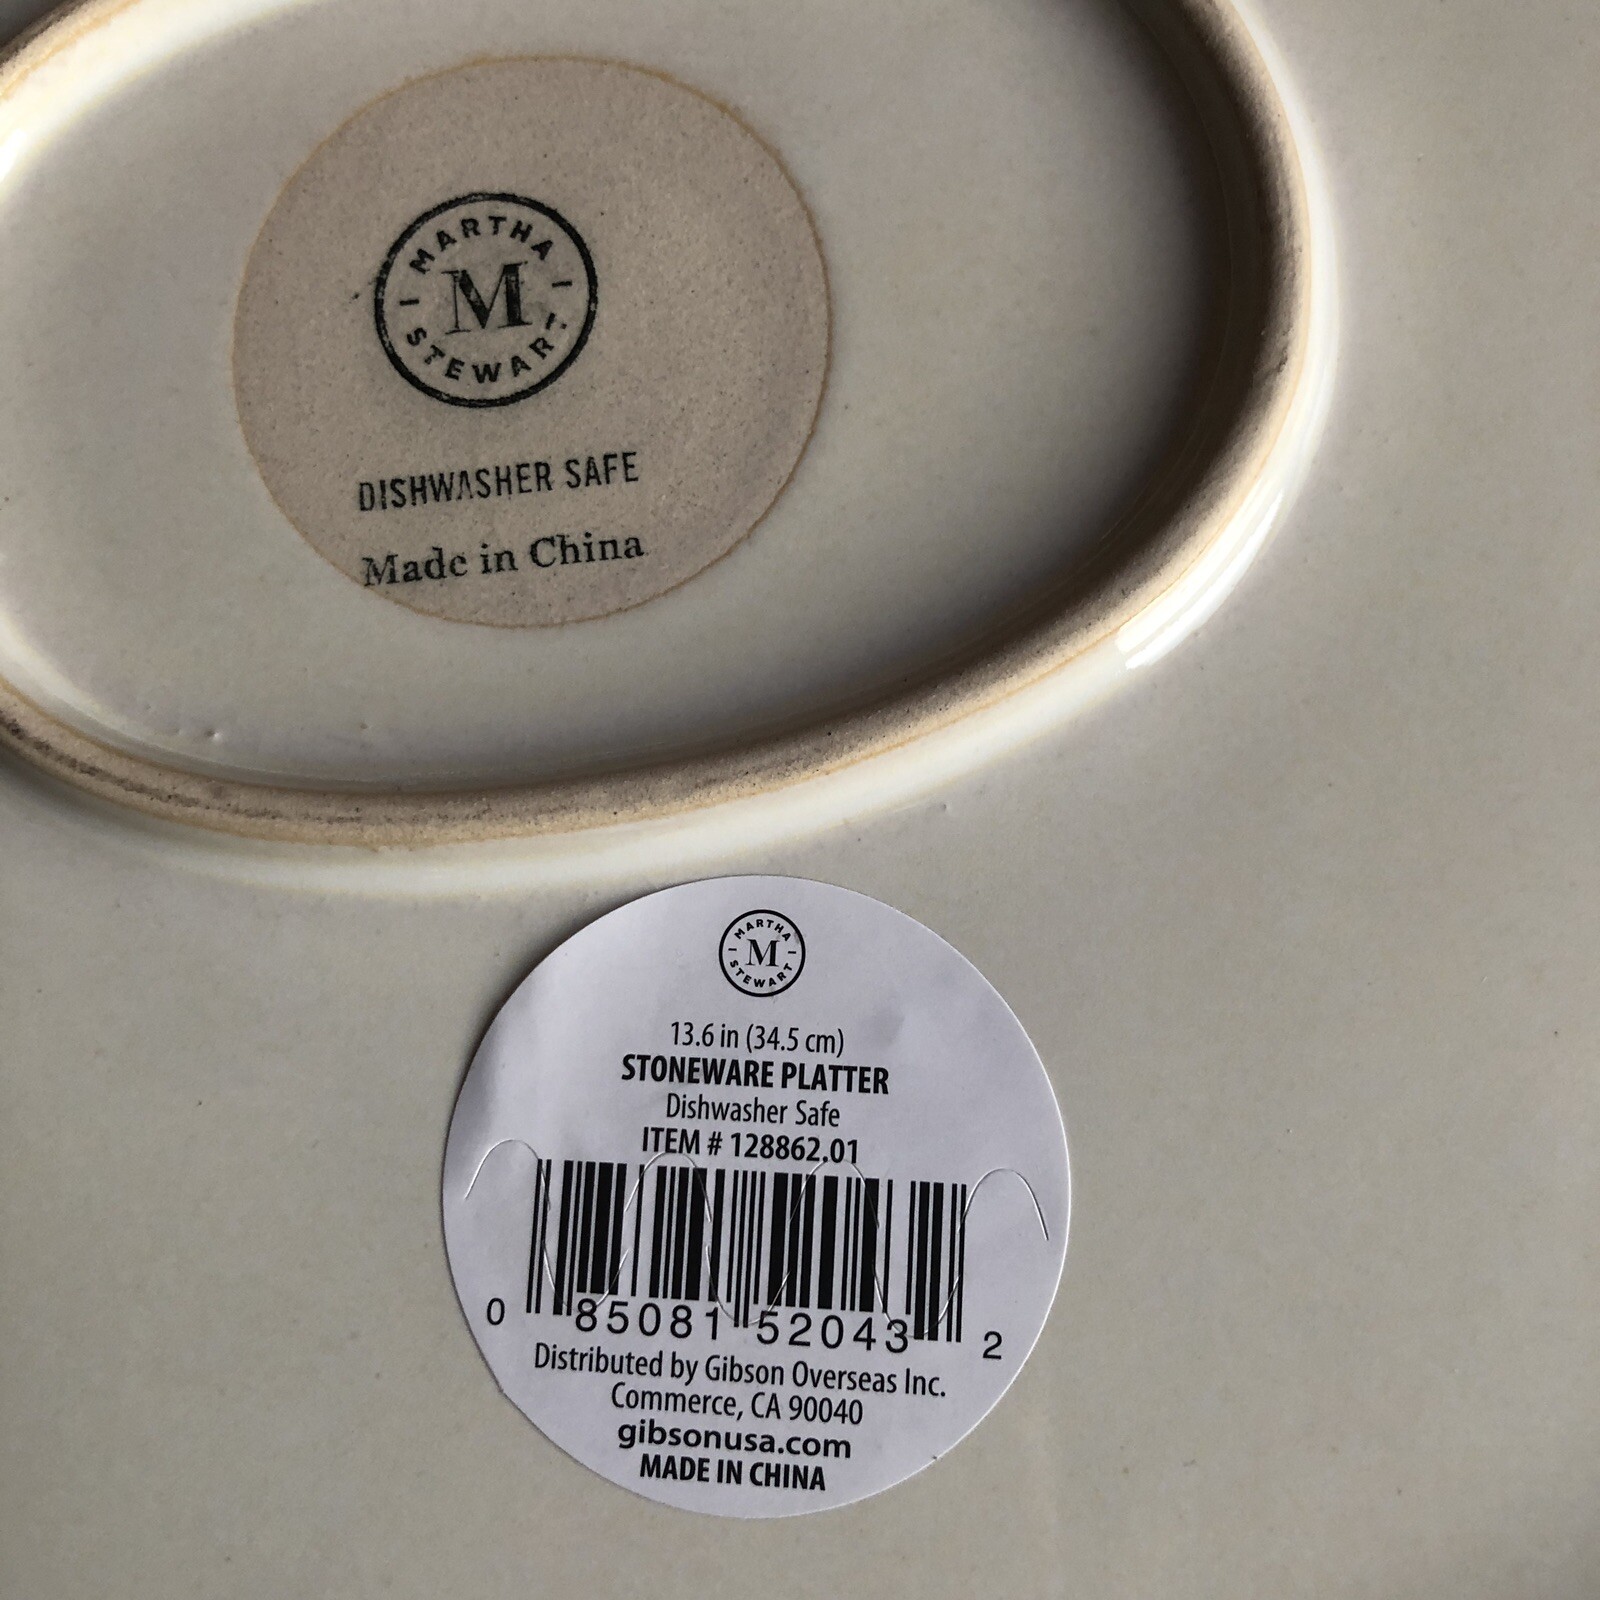 MARTHA
M
STEWART
DISHWASHER SAFE
Made in China
MARTHA
M
STEWART
13.6 in (34.5 cm)
STONEWARE PLATTER
Dishwasher Safe
ITEM # 128862.01
0 85081 52043 2
Distributed by Gibson Overseas Inc.
Commerce, CA 90040
gibsonusa.com
MADE IN CHINA